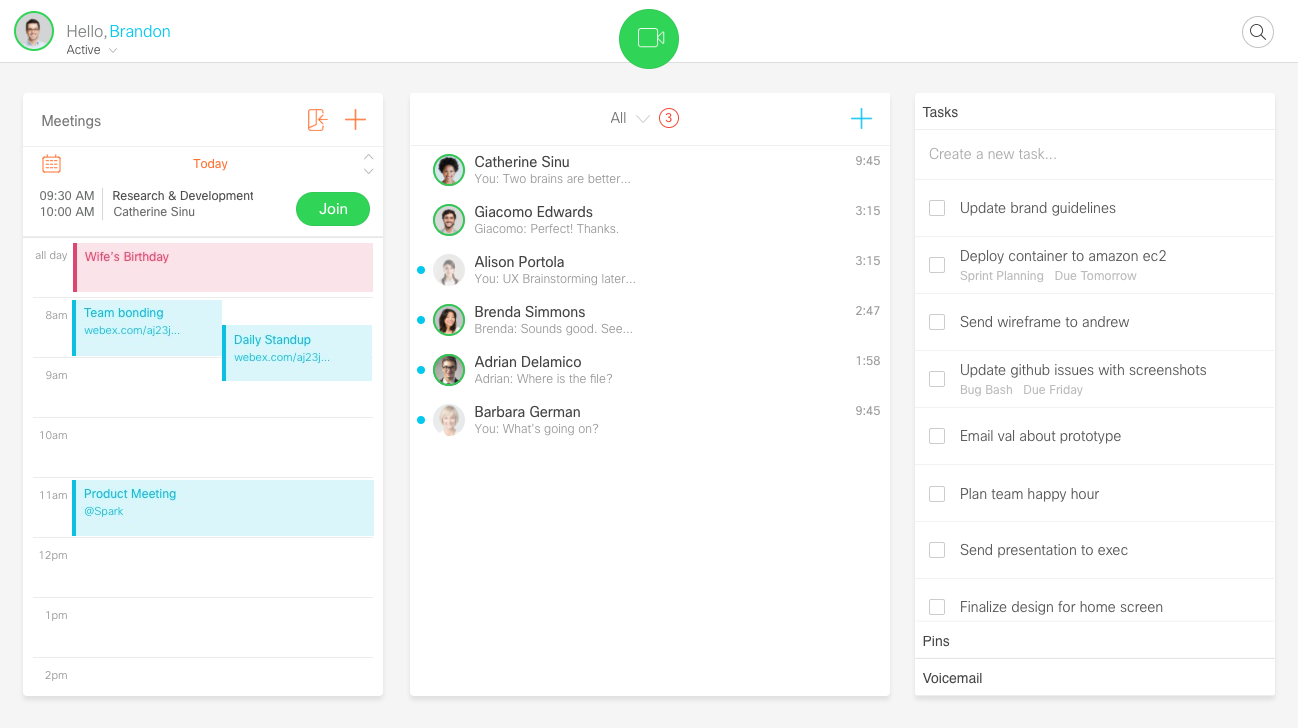 Hello, Brandon
Active
Meetings
Today
09:30 AM Research & Development
10:00 AM Catherine Sinu
Join
all day Wife's Birthday
8am Team bonding
webex.com/aj23j...
Daily Standup
webex.com/aj23j...
9am
10am
11am Product Meeting
@Spark
12pm
1pm
2pm
All 3
Catherine Sinu 9:45
You: Two brains are better...
Giacomo Edwards 3:15
Giacomo: Perfect! Thanks.
Alison Portola 3:15
You: UX Brainstorming later...
Brenda Simmons 2:47
Brenda: Sounds good. See...
Adrian Delamico 1:58
Adrian: Where is the file?
Barbara German 9:45
You: What's going on?
Tasks
Create a new task...
Update brand guidelines
Deploy container to amazon ec2
Sprint Planning Due Tomorrow
Send wireframe to andrew
Update github issues with screenshots
Bug Bash Due Friday
Email val about prototype
Plan team happy hour
Send presentation to exec
Finalize design for home screen
Pins
Voicemail